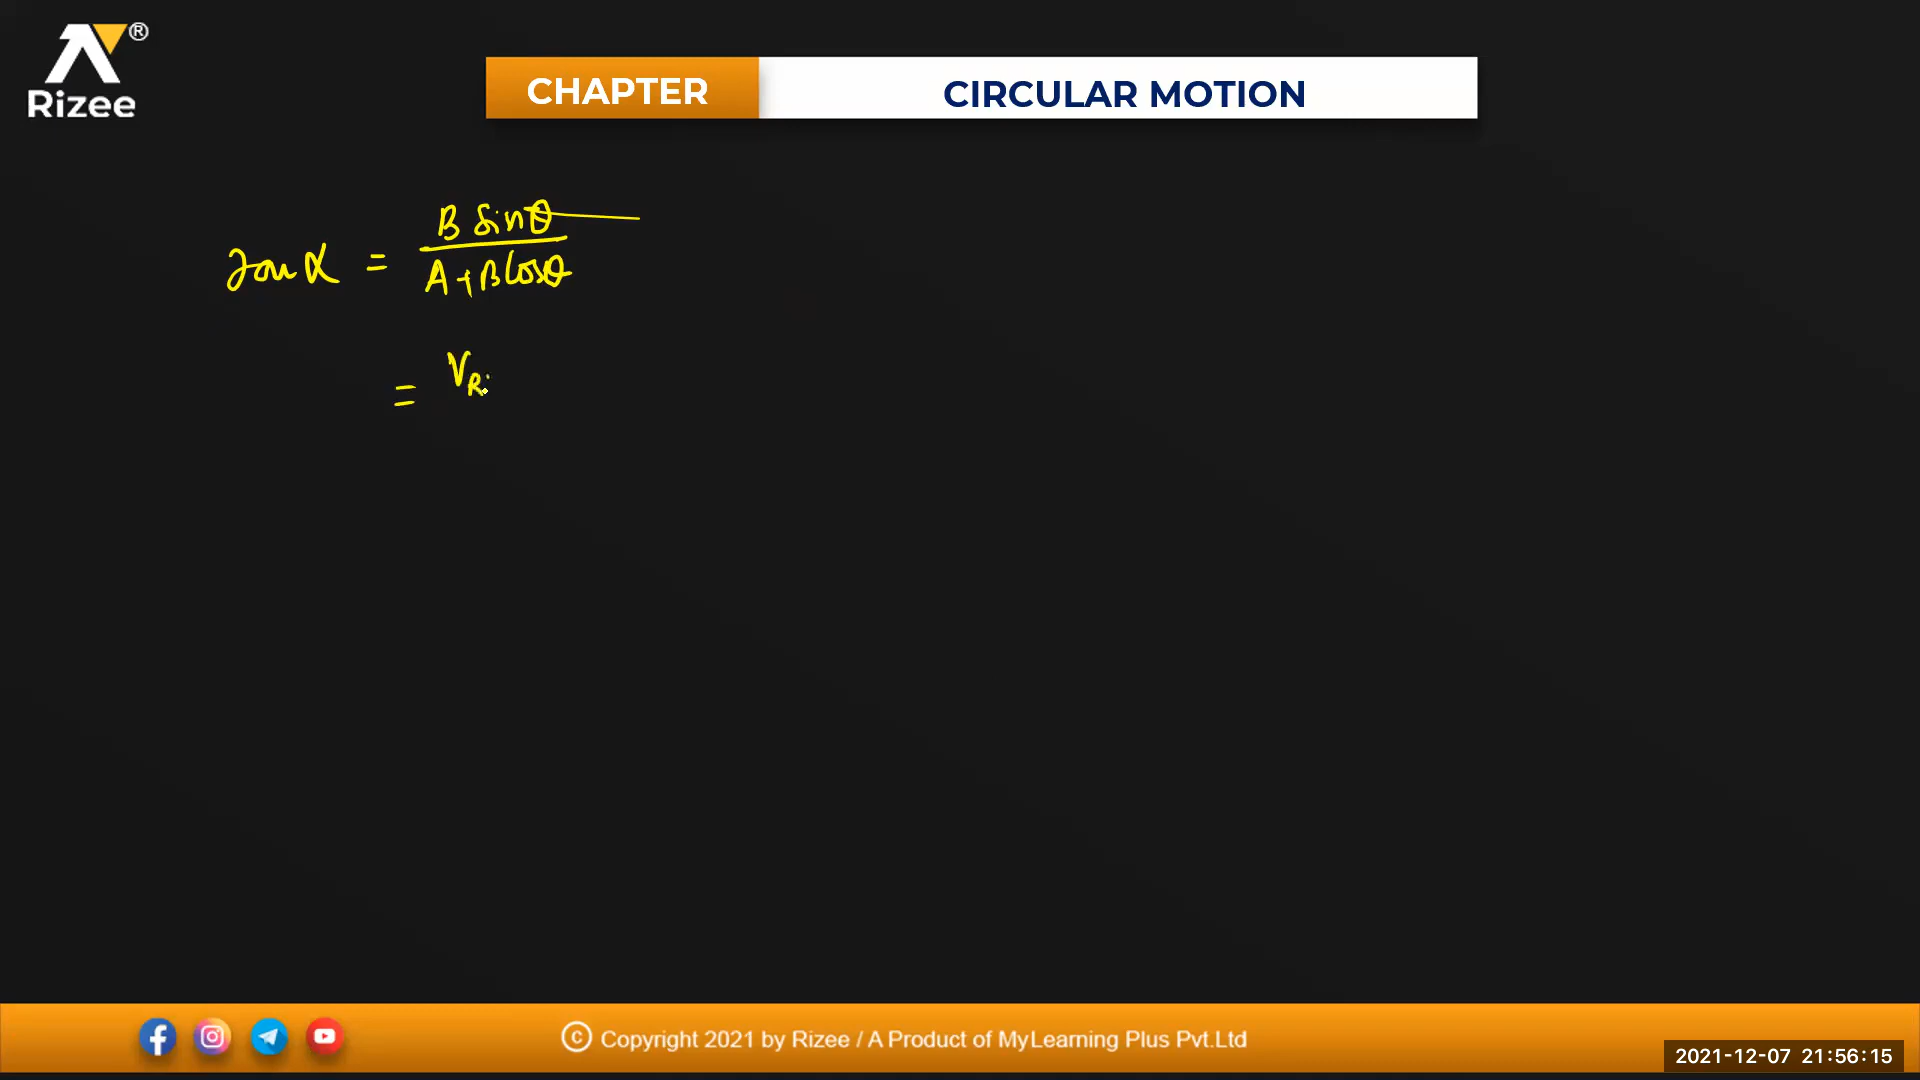 Rizee®
CHAPTER
CIRCULAR MOTION
Tan α = B sinθ / A + B Cosθ
= V_R
© Copyright 2021 by Rizee / A Product of MyLearning Plus Pvt.Ltd
2021-12-07 21:56:15